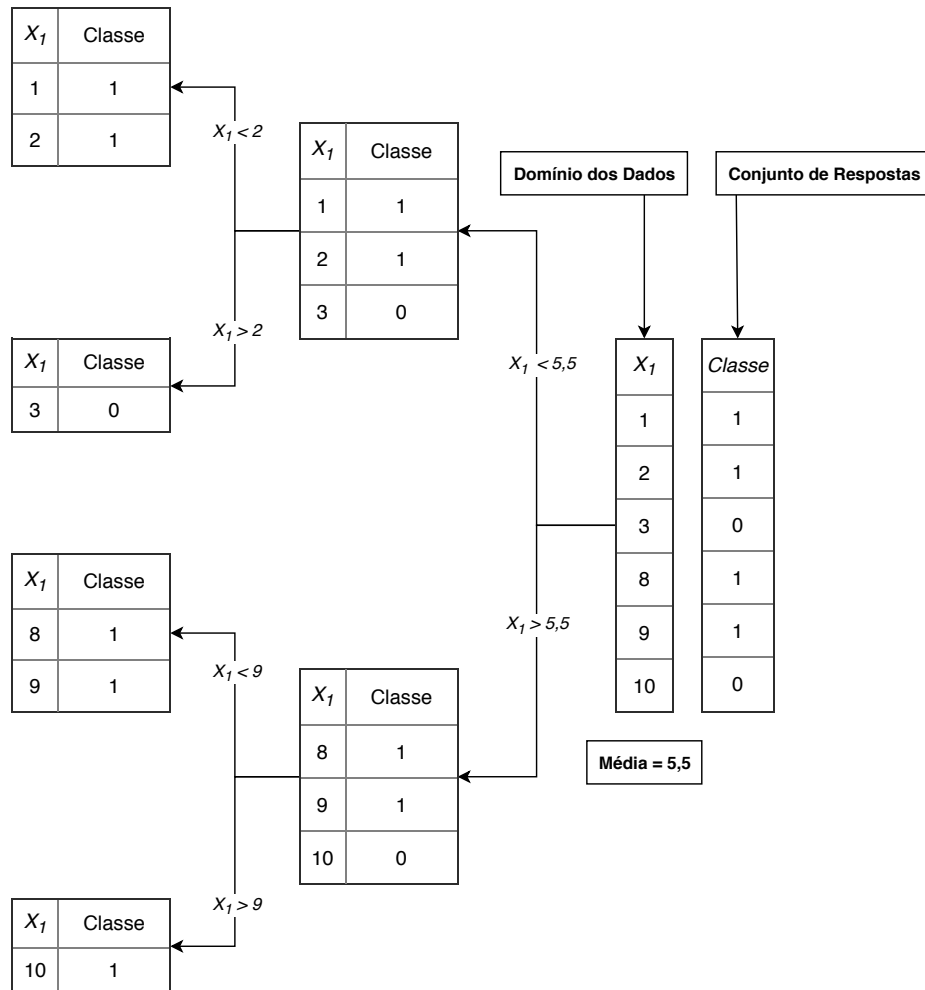 X1 Classe
1 1
2 1
X1 < 2
X1 Classe
1 1
2 1
3 0
X1 > 2
X1 Classe
3 0
Domínio dos Dados
Conjunto de Respostas
X1 Classe
1 1
2 1
3 0
8 1
9 1
10 0
Média = 5,5
X1 < 5,5
X1 > 5,5
X1 Classe
8 1
9 1
X1 < 9
X1 Classe
8 1
9 1
10 0
X1 > 9
X1 Classe
10 1